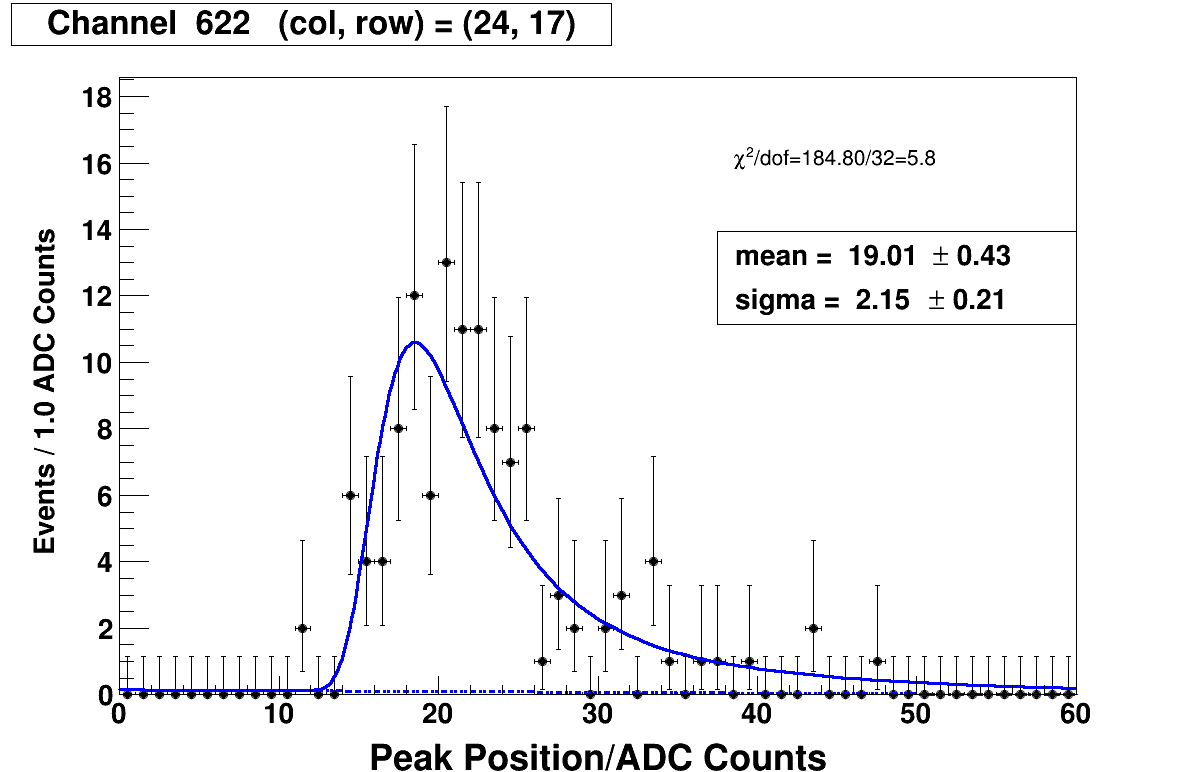 Channel 622 (col, row) = (24, 17)
18
16
14
12
10
8
6
4
2
0
Events / 1.0 ADC Counts
χ²/dof=184.80/32=5.8
mean = 19.01 ± 0.43
sigma = 2.15 ± 0.21
0 10 20 30 40 50 60
Peak Position/ADC Counts